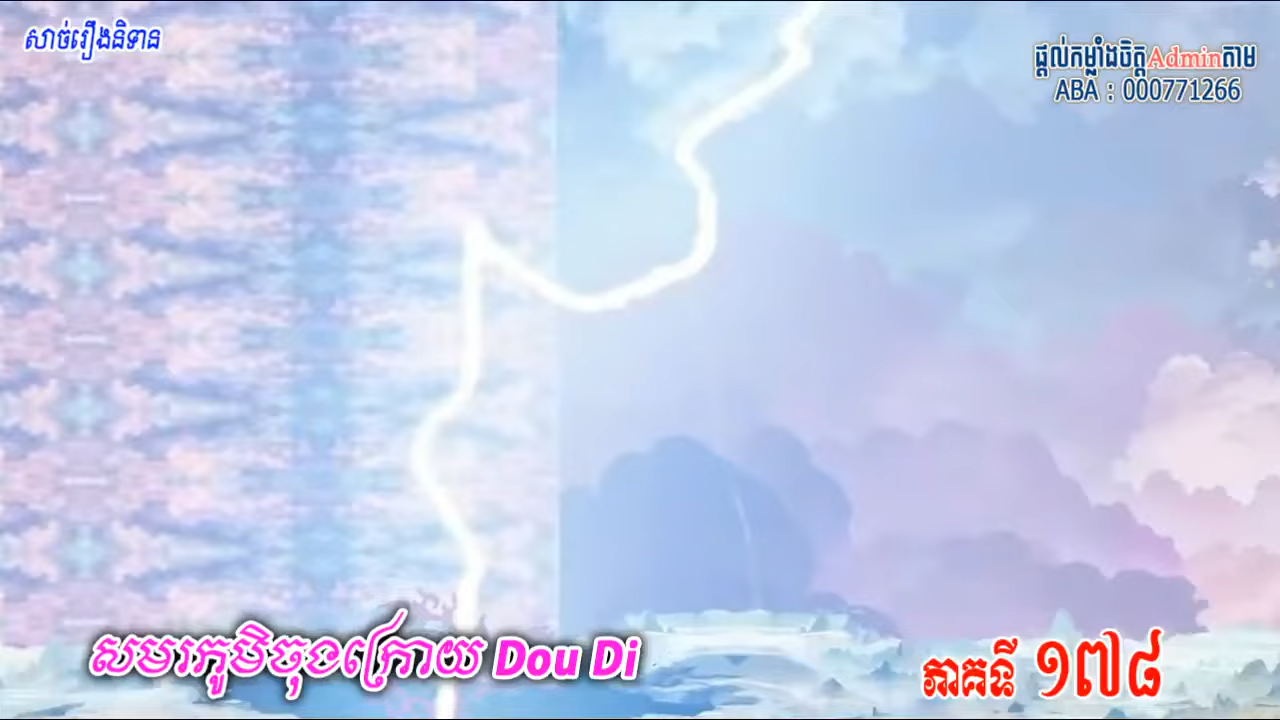 សាច់រឿងនិទាន
ផ្តល់កម្លាំងចិត្តAdminតាម
ABA : 000771266
សមរភូមិចុងក្រោយ Dou Di
ភាគទី ១៧៨